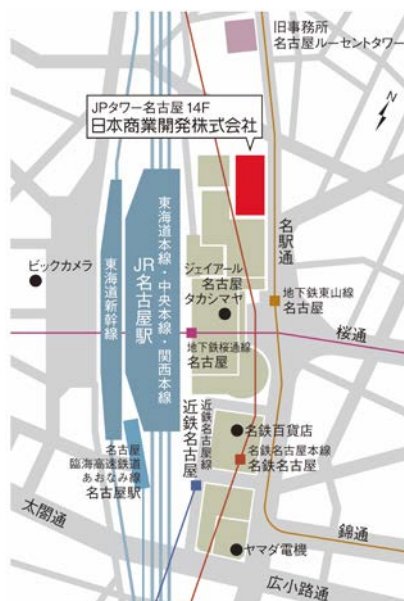 旧事務所
名古屋ルーセントタワー
JPタワー名古屋14F
日本商業開発株式会社
N
名駅通
東海道本線・中央本線・関西本線
JR名古屋駅
東海道新幹線
ビックカメラ
ジェイアール
名古屋
タカシマヤ
地下鉄東山線
名古屋
桜通
地下鉄桜通線
名古屋
近鉄名古屋線
近鉄名古屋
名鉄百貨店
名鉄名古屋本線
名鉄名古屋
名古屋
臨海高速鉄道
あおなみ線
名古屋駅
太閤通
錦通
ヤマダ電機
広小路通